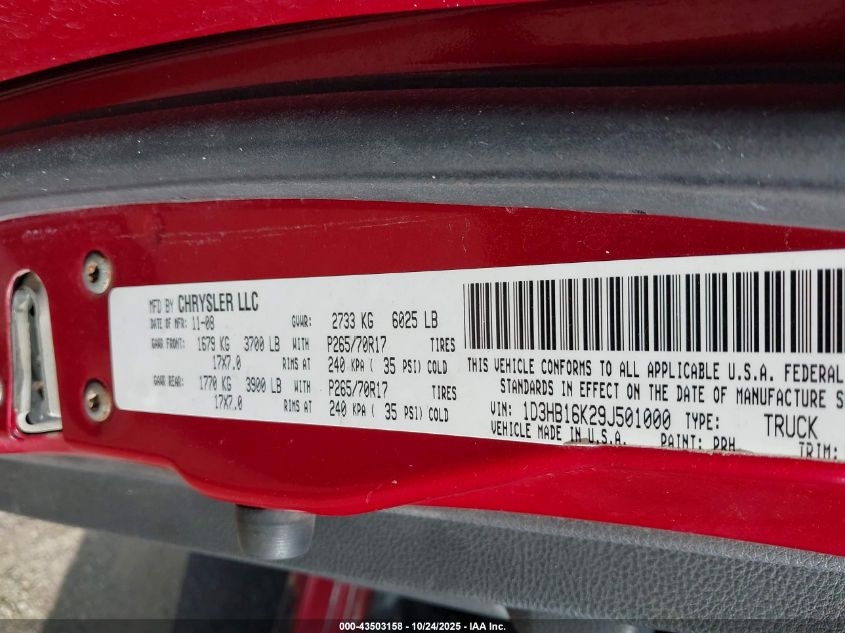 MFD BY CHRYSLER LLC
DATE OF MFR: 11-08 GVWR: 2733 KG 6025 LB
GAWR FRONT: 1679 KG 3700 LB WITH P265/70R17 TIRES
17X7.0 RIMS AT 240 KPA ( 35 PSI) COLD
GAWR REAR: 1770 KG 3900 LB WITH P265/70R17 TIRES
17X7.0 RIMS AT 240 KPA ( 35 PSI) COLD
THIS VEHICLE CONFORMS TO ALL APPLICABLE U.S.A. FEDERAL
STANDARDS IN EFFECT ON THE DATE OF MANUFACTURE S
VIN: 1D3HB16K29J501000 TYPE: TRUCK
VEHICLE MADE IN U.S.A. PAINT: PRH TRIM:
000-43503158 - 10/24/2025 - IAA Inc.